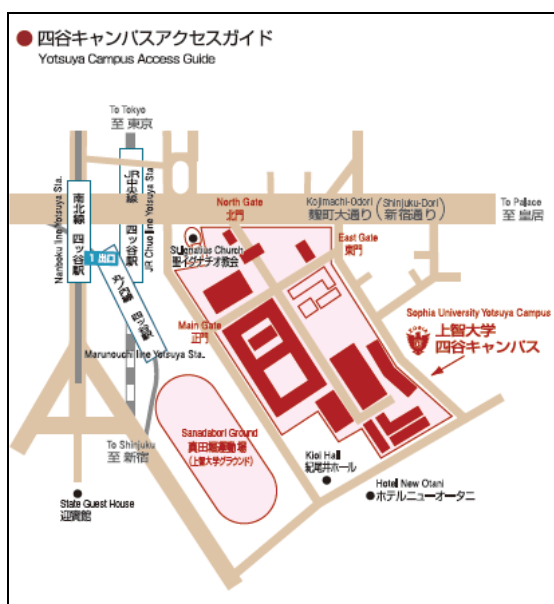 四谷キャンパスアクセスガイド
Yotsuya Campus Access Guide
To Tokyo
至 東京
南北線 四ッ谷駅
Nanboku line Yotsuya Sta.
JR中央線 四ッ谷駅
JR Chuo line Yotsuya Sta.
North Gate
北門
Kojimachi-Odori (Shinjuku-Dori)
麹町大通り (新宿通り)
To Palace
至 皇居
St.Ignatius Church
聖イグナチオ教会
East Gate
東門
1 出口
丸ノ内線 四ッ谷駅
Marunouchi line Yotsuya Sta.
Main Gate
正門
Sophia University Yotsuya Campus
上智大学
四谷キャンパス
Sanadabori Ground
真田堀運動場
(上智大学グラウンド)
To Shinjuku
至 新宿
Kioi Hall
紀尾井ホール
Hotel New Otani
ホテルニューオータニ
State Guest House
迎賓館